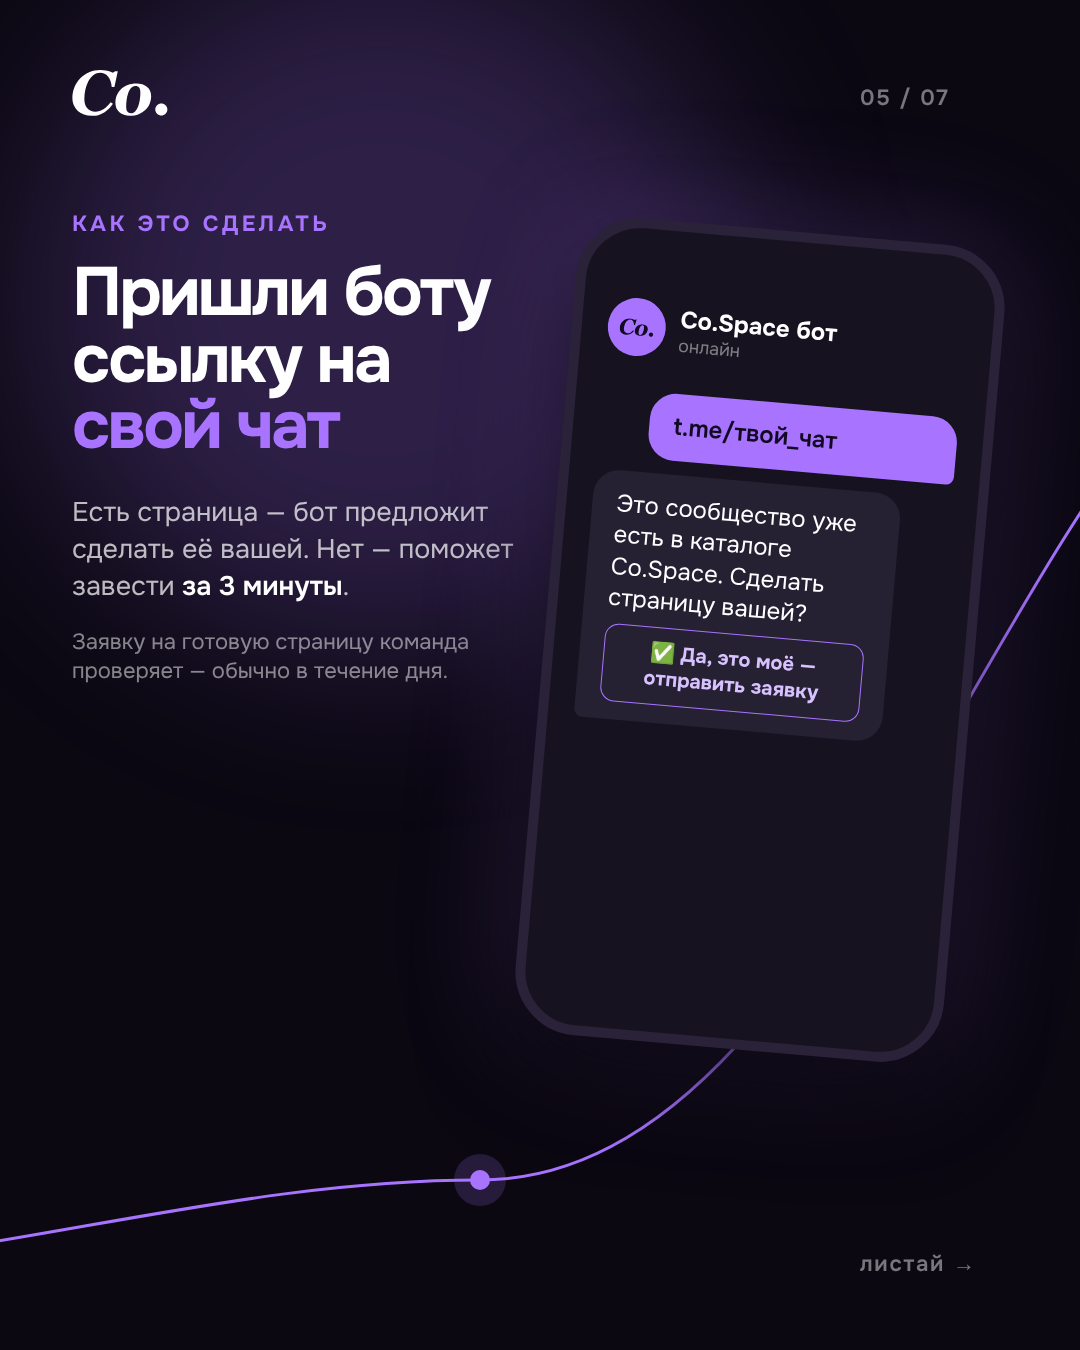 Co.
05 / 07
КАК ЭТО СДЕЛАТЬ
Пришли боту
ссылку на
свой чат
Есть страница — бот предложит
сделать её вашей. Нет — поможет
завести за 3 минуты.
Заявку на готовую страницу команда
проверяет — обычно в течение дня.
Co.
Co.Space бот
онлайн
t.me/твой_чат
Это сообщество уже
есть в каталоге
Co.Space. Сделать
страницу вашей?
✅ Да, это моё —
отправить заявку
листай →